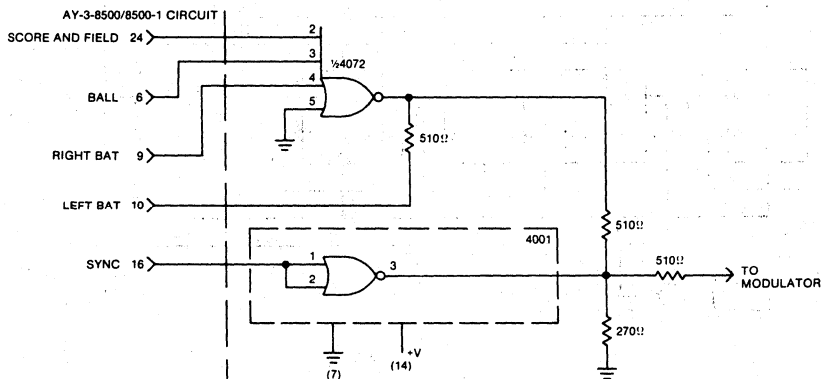 AY-3-8500/8500-1 CIRCUIT
SCORE AND FIELD 24
2
3
½4072
BALL 6
4
5
510Ω
RIGHT BAT 9
LEFT BAT 10
510Ω
4001
SYNC 16
1
2
3
510Ω
TO
MODULATOR
270Ω
+V
(7)
(14)